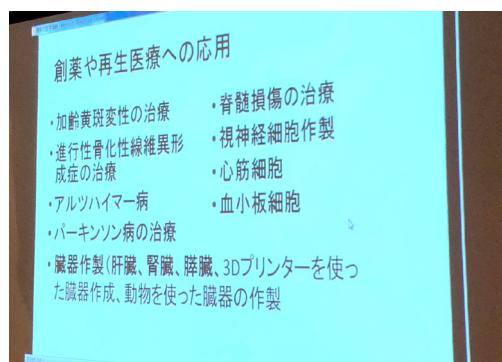 創薬や再生医療への応用
・加齢黄斑変性の治療
・進行性骨化性線維異形
成症の治療
・アルツハイマー病
・パーキンソン病の治療
・脊髄損傷の治療
・視神経細胞作製
・心筋細胞
・血小板細胞
・臓器作製(肝臓、腎臓、膵臓、3Dプリンターを使っ
た臓器作成、動物を使った臓器の作製